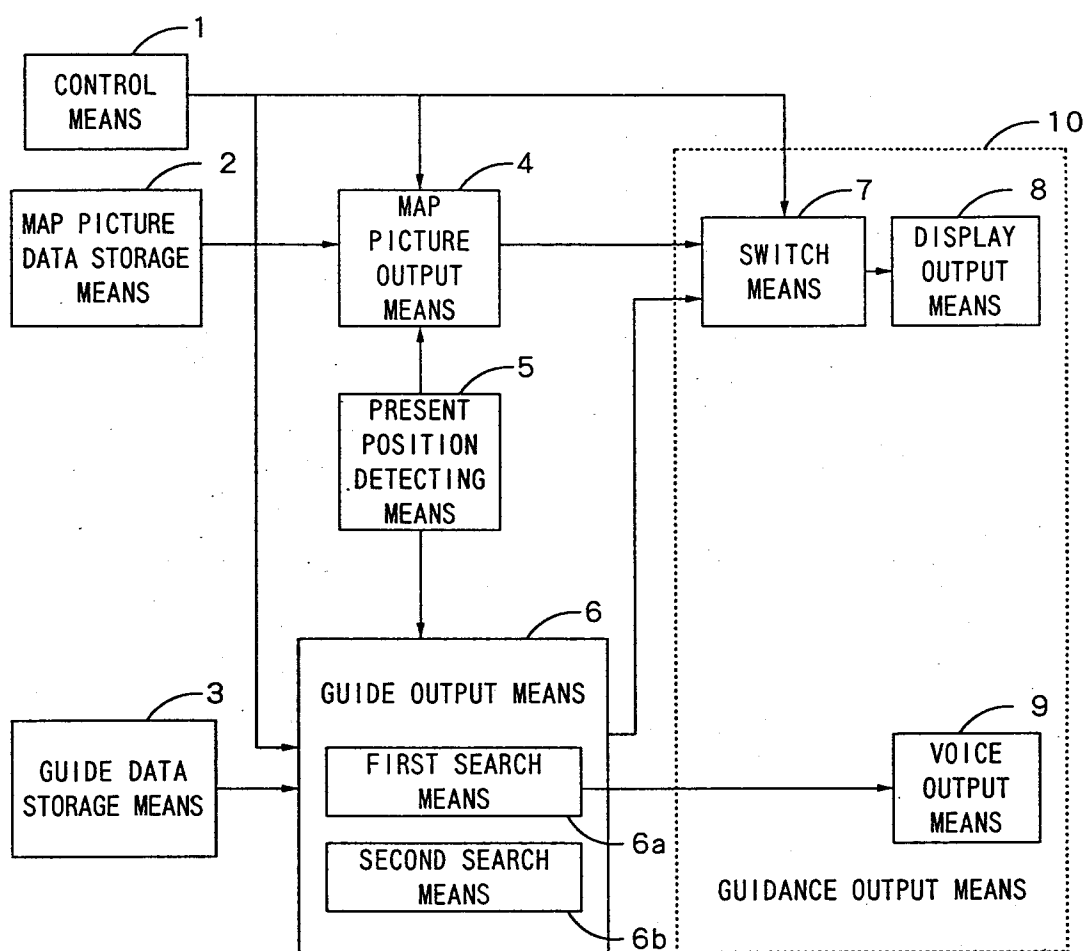 1
CONTROL
MEANS
10
2
MAP PICTURE
DATA STORAGE
MEANS
4
MAP
PICTURE
OUTPUT
MEANS
7
SWITCH
MEANS
8
DISPLAY
OUTPUT
MEANS
5
PRESENT
POSITION
DETECTING
MEANS
6
GUIDE OUTPUT MEANS
3
GUIDE DATA
STORAGE MEANS
FIRST SEARCH
MEANS
6a
SECOND SEARCH
MEANS
6b
9
VOICE
OUTPUT
MEANS
GUIDANCE OUTPUT MEANS